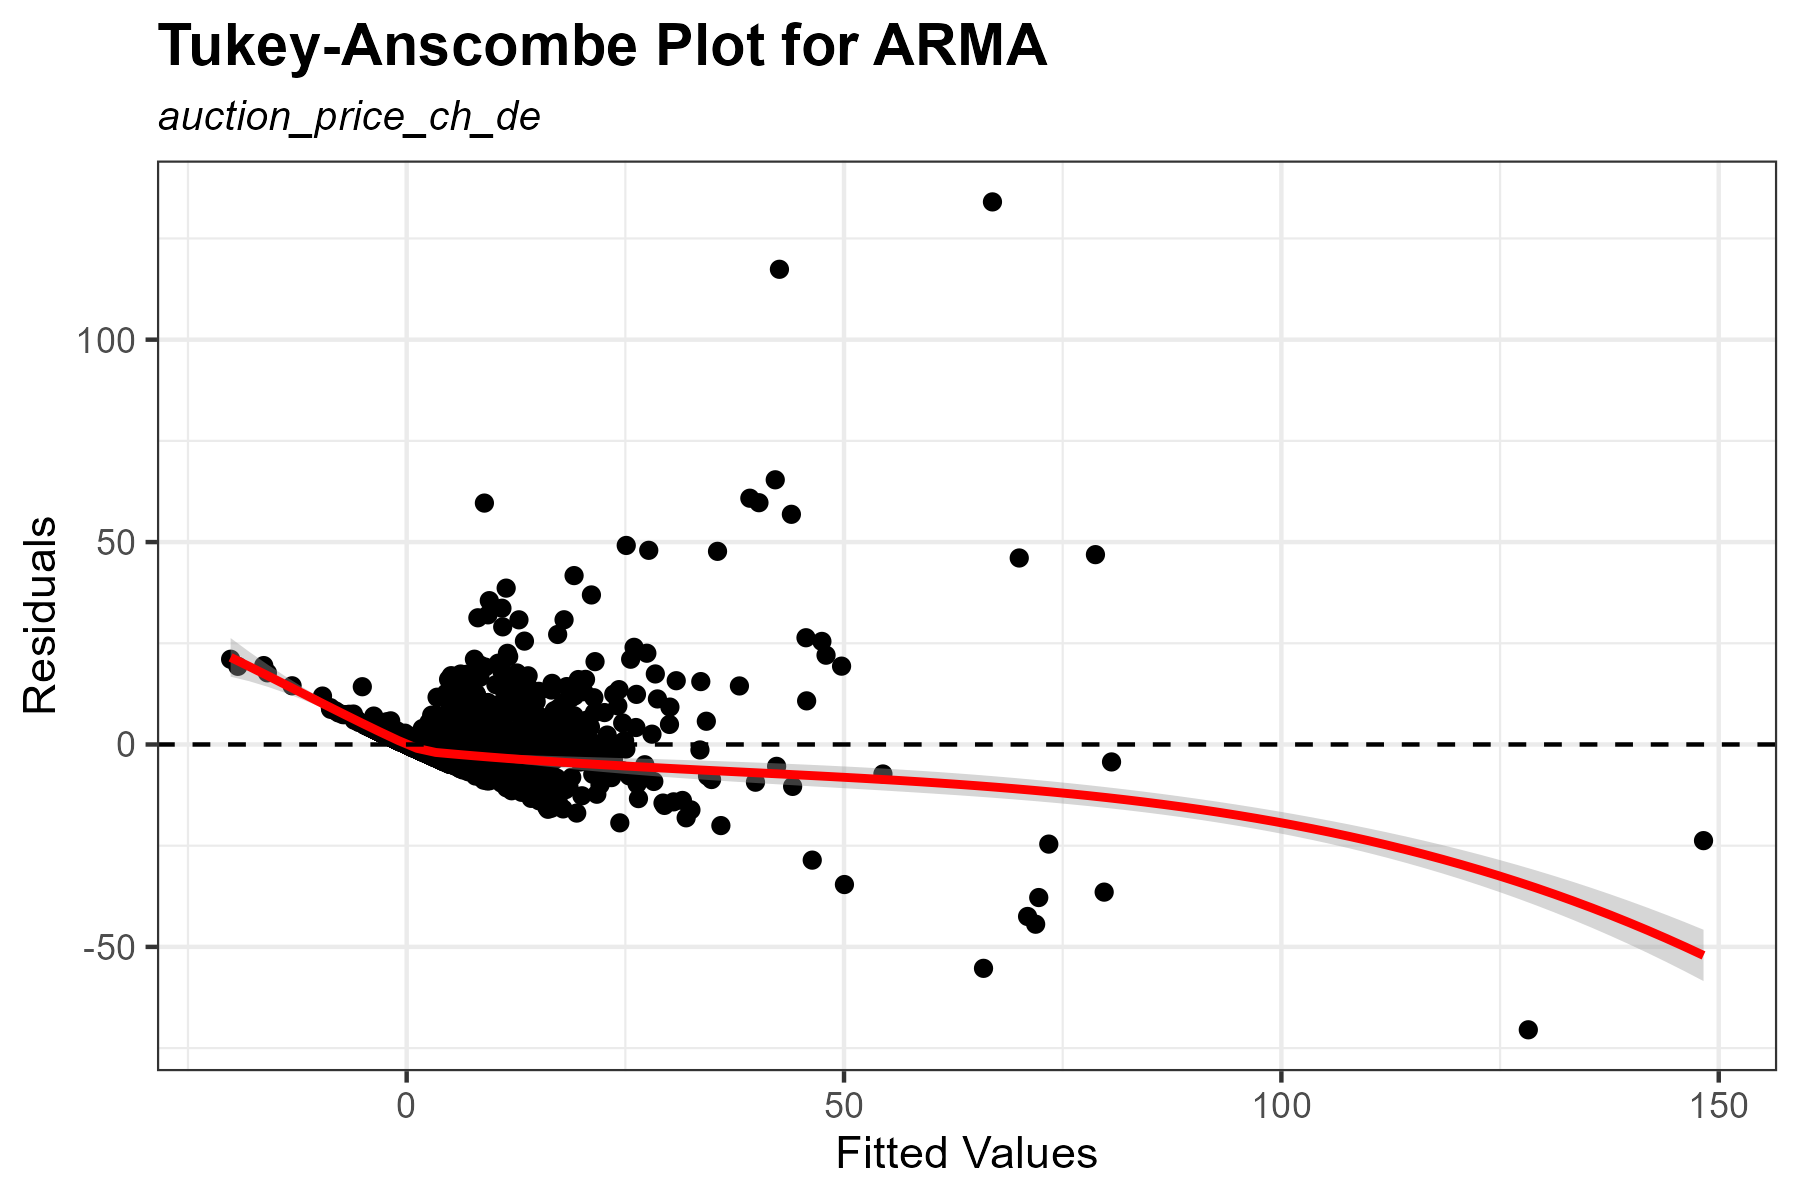 Tukey-Anscombe Plot for ARMA
auction_price_ch_de
Residuals
100
50
0
-50
0
50
100
150
Fitted Values